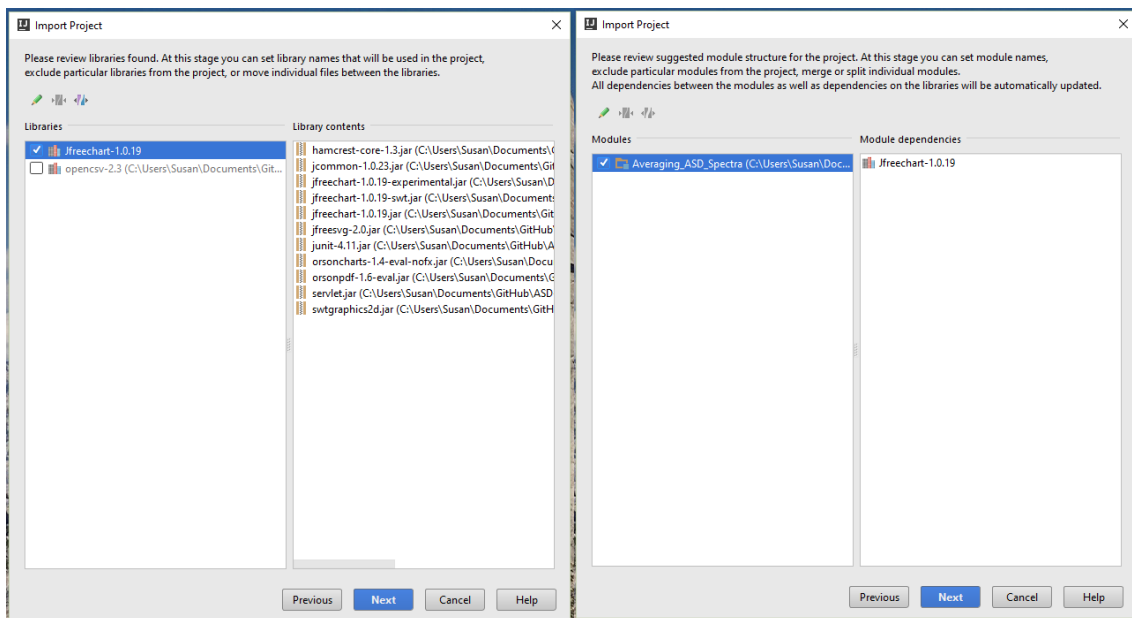 Import Project
Please review libraries found. At this stage you can set library names that will be used in the project,
exclude particular libraries from the project, or move individual files between the libraries.
Libraries
Jfreechart-1.0.19
opencsv-2.3 (C:\Users\Susan\Documents\Git...
Library contents
hamcrest-core-1.3.jar (C:\Users\Susan\Documents\G
jcommon-1.0.23.jar (C:\Users\Susan\Documents\Git
jfreechart-1.0.19-experimental.jar (C:\Users\Susan\D
jfreechart-1.0.19-swt.jar (C:\Users\Susan\Documents
jfreechart-1.0.19.jar (C:\Users\Susan\Documents\Git
jfreesvg-2.0.jar (C:\Users\Susan\Documents\GitHub\
junit-4.11.jar (C:\Users\Susan\Documents\GitHub\A
orsoncharts-1.4-eval-nofx.jar (C:\Users\Susan\Docu
orsonpdf-1.6-eval.jar (C:\Users\Susan\Documents\G
servlet.jar (C:\Users\Susan\Documents\GitHub\ASD
swtgraphics2d.jar (C:\Users\Susan\Documents\GitH
Previous
Next
Cancel
Help
Import Project
Please review suggested module structure for the project. At this stage you can set module names,
exclude particular modules from the project, merge or split individual modules.
All dependencies between the modules as well as dependencies on the libraries will be automatically updated.
Modules
Averaging_ASD_Spectra (C:\Users\Susan\Doc...
Module dependencies
Jfreechart-1.0.19
Previous
Next
Cancel
Help